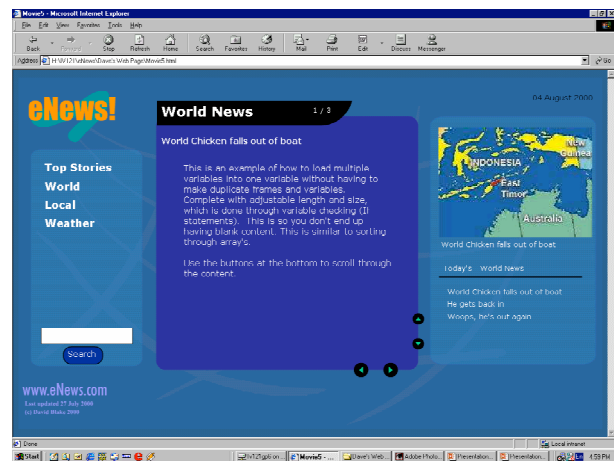 Movie5 - Microsoft Internet Explorer
File Edit View Favorites Tools Help
Back Forward Stop Refresh Home Search Favorites History Mail Print Edit Discuss Messenger
Address H:\IV121\eNews\Dave's Web Page\Movie5.html Go
04 August 2000
eNews!
World News 1 / 3
World Chicken falls out of boat
Top Stories
World
Local
Weather
This is an example of how to load multiple
variables into one variable without having to
make duplicate frames and variables.
Complete with adjustable length and size,
which is done through variable checking (If
statements). This is so you don't end up
having blank content. This is similar to sorting
through array's.
Use the buttons at the bottom to scroll through
the content.
New
Guinea
INDONESIA
East
Timor
Australia
World Chicken falls out of boat
Today's World News
World Chicken falls out of boat
He gets back in
Woops, he's out again
Search
www.eNews.com
Last updated 27 July 2000
(c) David Blake 2000
Done Local intranet
Start Iv121gp6 on ... Movie5 - ... Dave's Web ... Adobe Photo... Presentation... Presentation... 4:59 PM